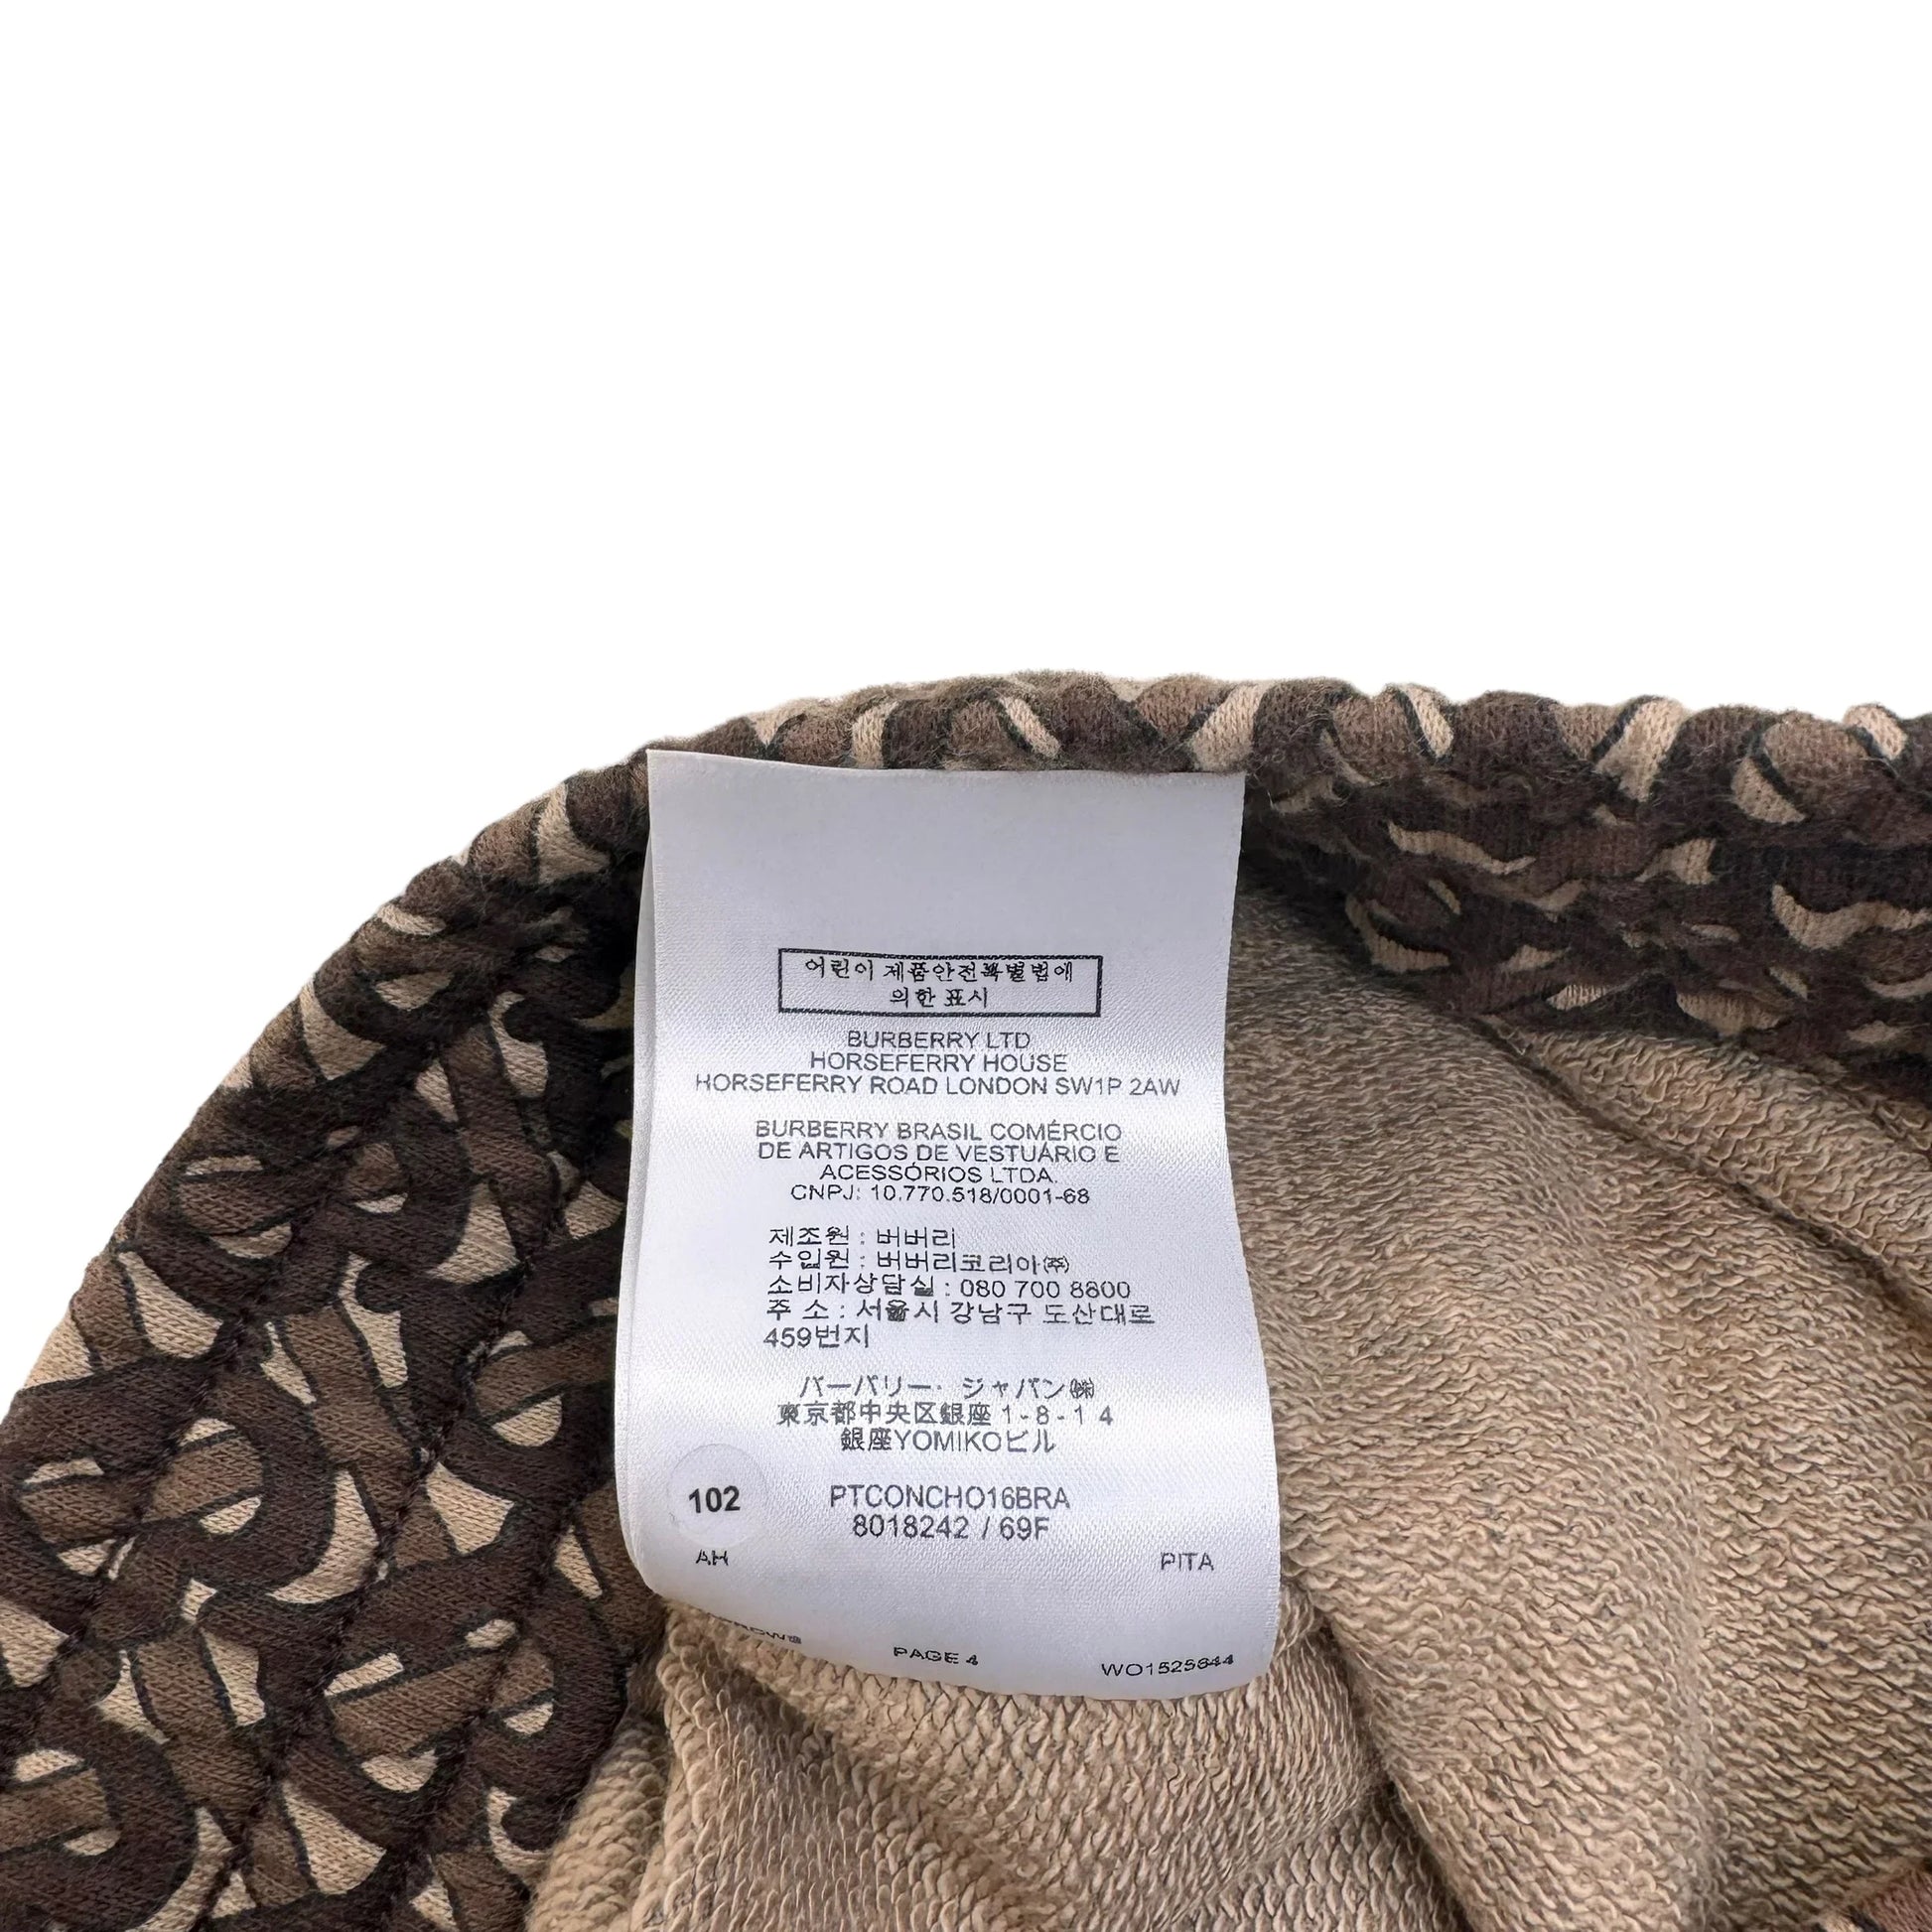 어린이 제품안전특별법에
의한 표시
BURBERRY LTD
HORSEFERRY HOUSE
HORSEFERRY ROAD LONDON SW1P 2AW
BURBERRY BRASIL COMÉRCIO
DE ARTIGOS DE VESTUÁRIO E
ACESSÓRIOS LTDA.
CNPJ: 10.770.518/0001-68
제조원 : 버버리
수입원 : 버버리코리아㈜
소비자상담실 : 080 700 8800
주 소 : 서울시 강남구 도산대로
459번지
バーバリー・ジャパン㈱
東京都中央区銀座 1-8-14
銀座YOMIKOビル
102
PTCONCHO16BRA
8018242 / 69F
AH
PITA
PAGE 4
WO1525644